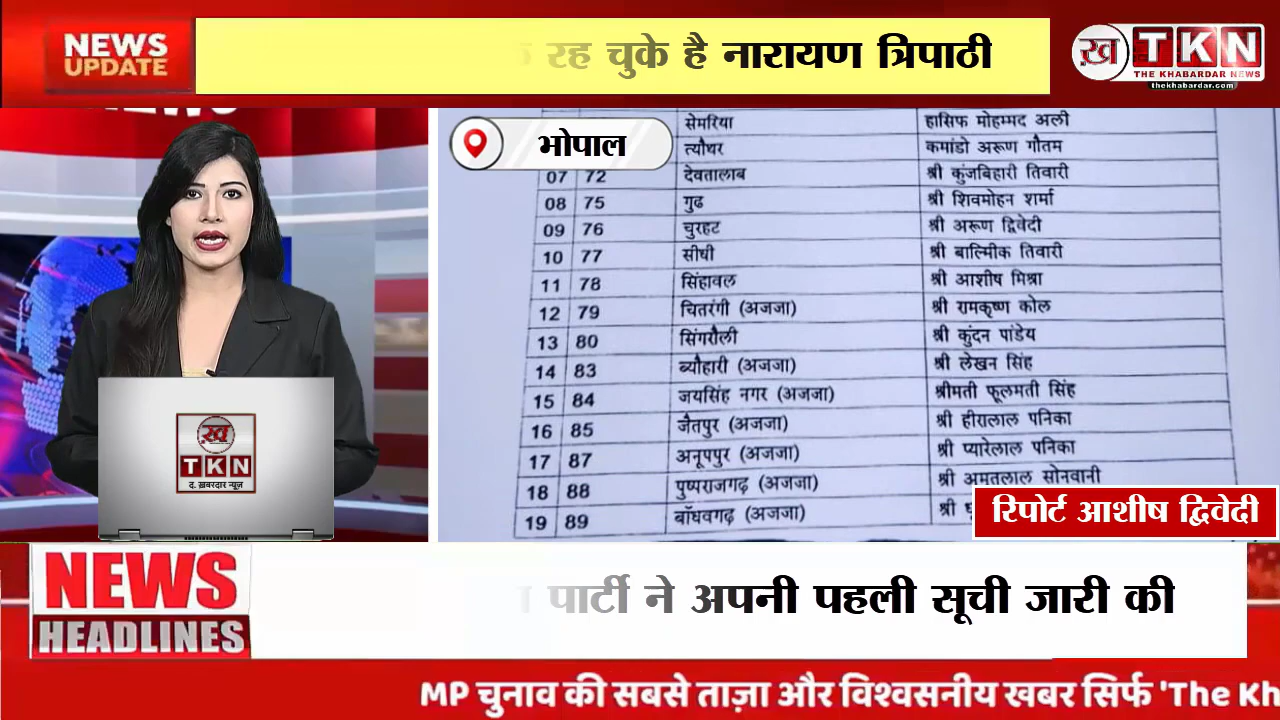 NEWS
UPDATE
रह चुके है नारायण त्रिपाठी
ख़ TKN
THE KHABARDAR NEWS
thekhabardar.com
भोपाल
सेमरिया हासिफ मोहम्मद अली
त्यौथर कमांडो अरूण गौतम
07 72 देवतालाब श्री कुंजबिहारी तिवारी
08 75 गुढ श्री शिवमोहन शर्मा
09 76 चुरहट श्री अरूण द्विवेदी
10 77 सीधी श्री बाल्मिीक तिवारी
11 78 सिंहावल श्री आशीष मिश्रा
12 79 चितरंगी (अजजा) श्री रामकृष्ण कोल
13 80 सिंगरौली श्री कुंदन पांडेय
14 83 ब्यौहारी (अजजा) श्री लेखन सिंह
15 84 जयसिंह नगर (अजजा) श्रीमती फूलमती सिंह
16 85 जैतपुर (अजजा) श्री हीरालाल पनिका
17 87 अनूपपुर (अजजा) श्री प्यारेलाल पनिका
18 88 पुष्पराजगढ़ (अजजा) श्री अमृतलाल सोनवानी
19 89 बाँधवगढ़ (अजजा) श्री
ख़
TKN
द. ख़बरदार न्यूज़
रिपोर्ट आशीष द्विवेदी
NEWS
HEADLINES
पार्टी ने अपनी पहली सूची जारी की
MP चुनाव की सबसे ताज़ा और विश्वसनीय खबर सिर्फ 'The Kh